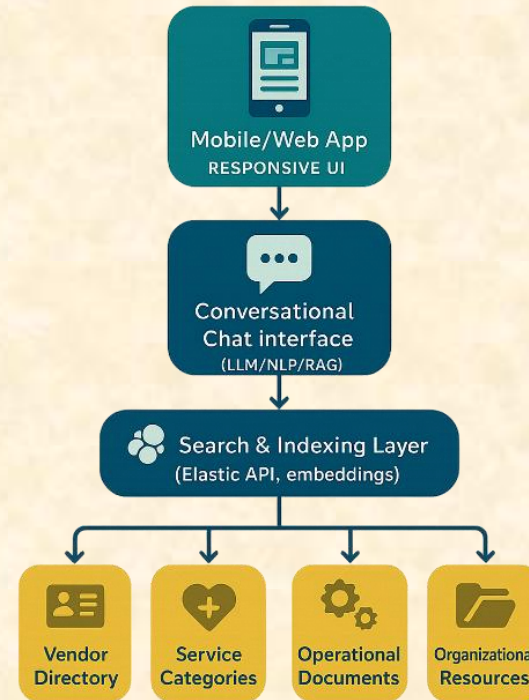 Mobile/Web App
RESPONSIVE UI
Conversational
Chat interface
(LLM/NLP/RAG)
Search & Indexing Layer
(Elastic API, embeddings)
Vendor
Directory
Service
Categories
Operational
Documents
Organizational
Resources